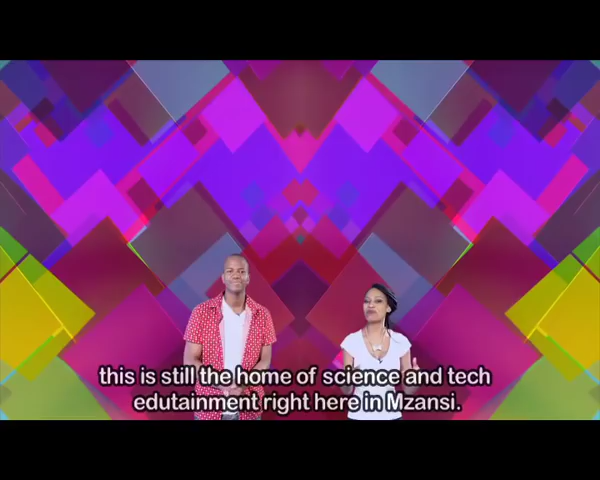 this is still the home of science and tech
edutainment right here in Mzansi.